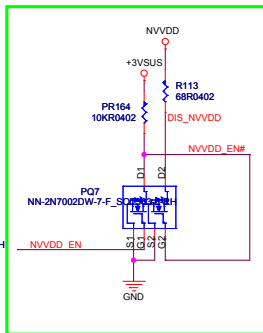 NVVDD
+3VSUS
R113
68R0402
PR164
10KR0402
DIS_NVVDD
NVVDD_EN#
D1
D2
PQ7
NN-2N7002DW-7-F_
H
NVVDD_EN
S1
G1
S2
G2
GND